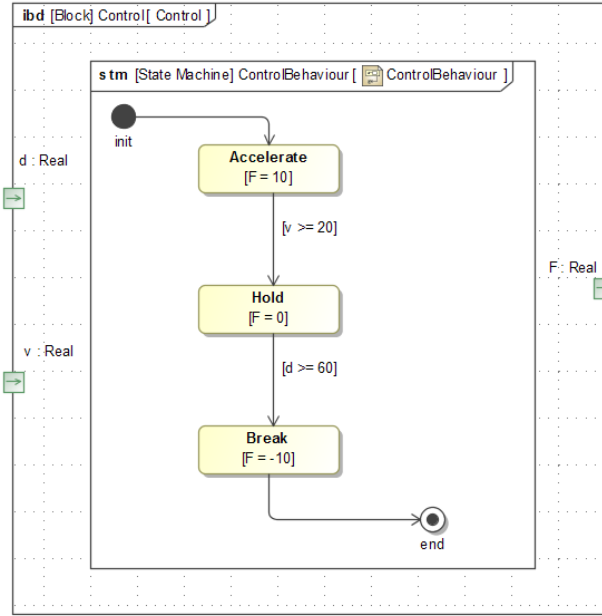 ibd [Block] Control[ Control ]
stm [State Machine] ControlBehaviour [ ControlBehaviour ]
init
d : Real
Accelerate
[F = 10]
[v >= 20]
F : Real
Hold
[F = 0]
v : Real
[d >= 60]
Break
[F = -10]
end